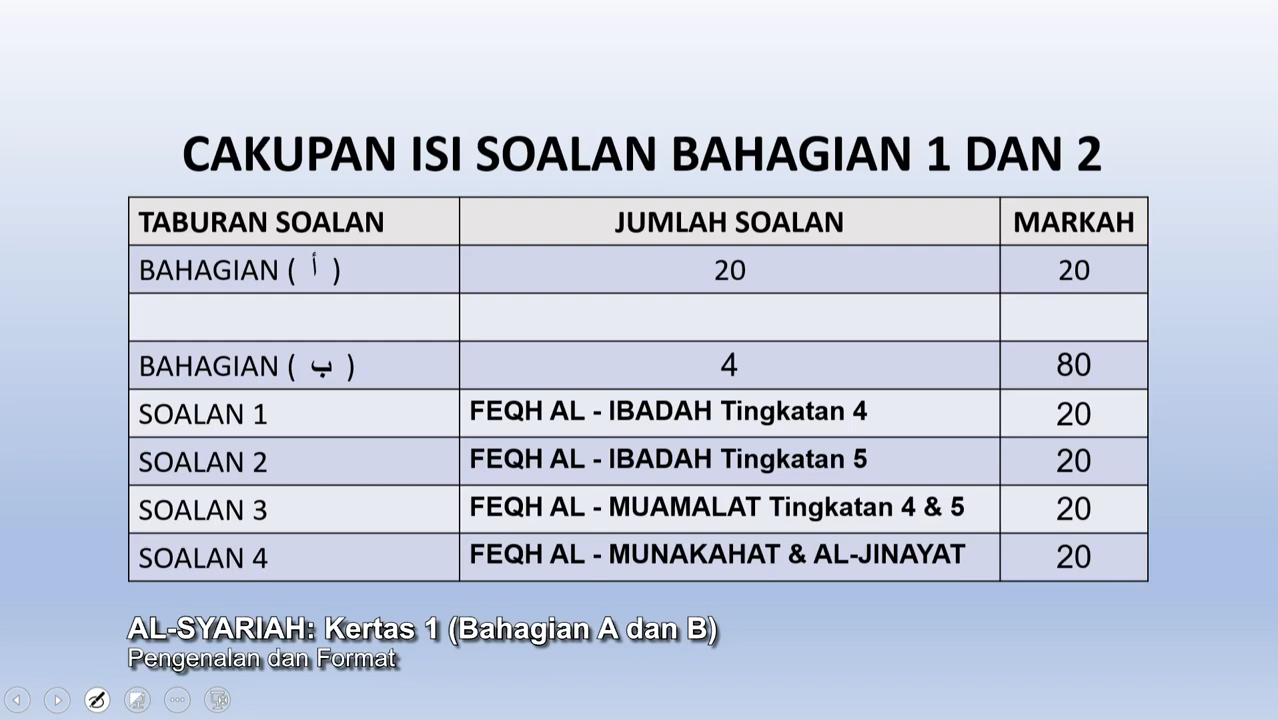 CAKUPAN ISI SOALAN BAHAGIAN 1 DAN 2
TABURAN SOALAN JUMLAH SOALAN MARKAH
BAHAGIAN ( أ ) 20 20
BAHAGIAN ( ب ) 4 80
SOALAN 1 FEQH AL - IBADAH Tingkatan 4 20
SOALAN 2 FEQH AL - IBADAH Tingkatan 5 20
SOALAN 3 FEQH AL - MUAMALAT Tingkatan 4 & 5 20
SOALAN 4 FEQH AL - MUNAKAHAT & AL-JINAYAT 20
AL-SYARIAH: Kertas 1 (Bahagian A dan B)
Pengenalan dan Format